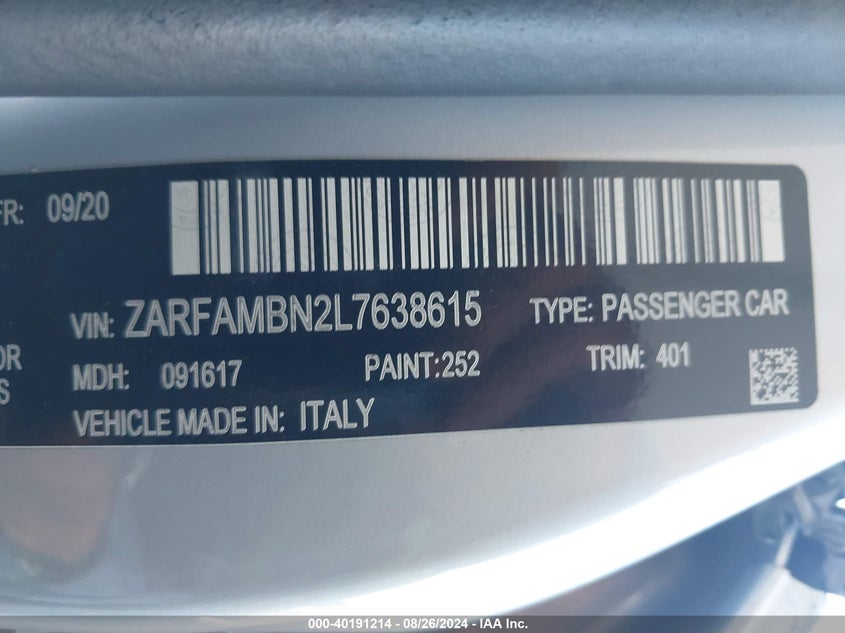 FR: 09/20
VIN: ZARFAMBN2L7638615 TYPE: PASSENGER CAR
OR MDH: 091617 PAINT:252 TRIM: 401
S VEHICLE MADE IN: ITALY
000-40191214 - 08/26/2024 - IAA Inc.